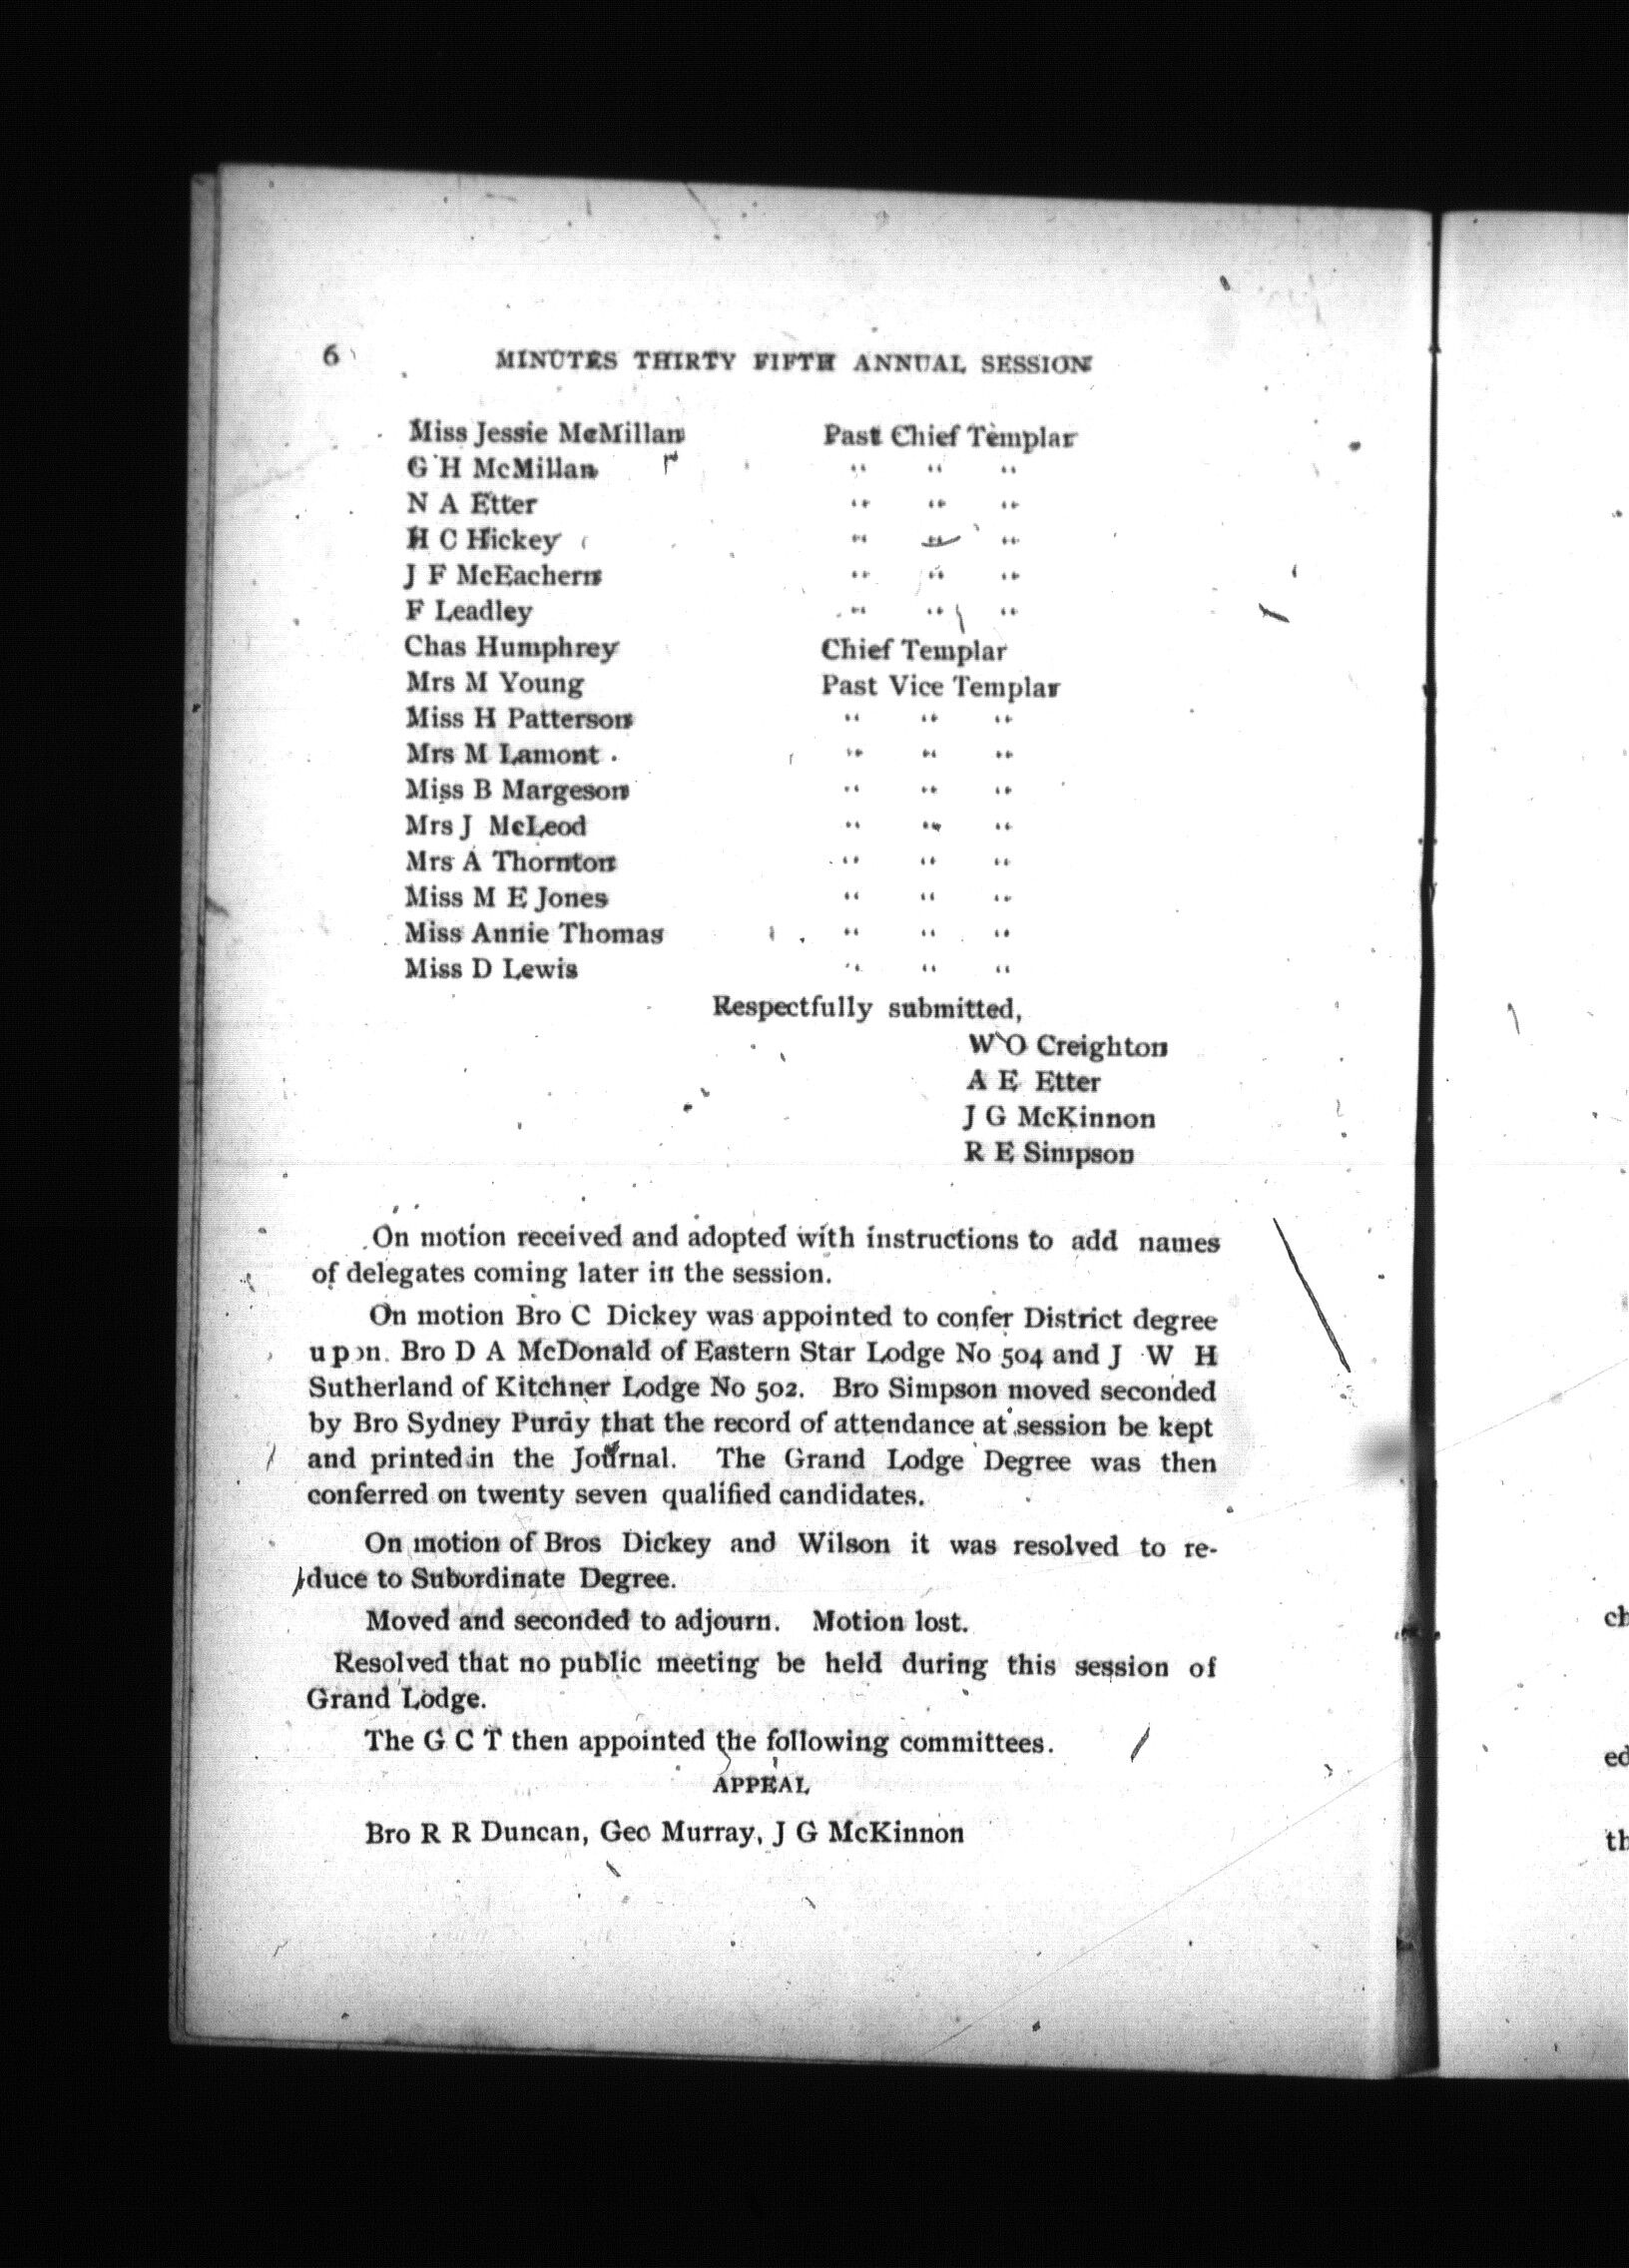 6 MINUTES THIRTY FIFTH ANNUAL SESSION
Miss Jessie McMillan Past Chief Templar
G H McMillan " " "
N A Etter " " "
H C Hickey " " "
J F McEachern " " "
F Leadley " " "
Chas Humphrey Chief Templar
Mrs M Young Past Vice Templar
Miss H Patterson " " "
Mrs M Lamont " " "
Miss B Margeson " " "
Mrs J McLeod " " "
Mrs A Thornton " " "
Miss M E Jones " " "
Miss Annie Thomas " " "
Miss D Lewis " " "
Respectfully submitted,
W O Creighton
A E Etter
J G McKinnon
R E Simpson
On motion received and adopted with instructions to add names
of delegates coming later in the session.
On motion Bro C Dickey was appointed to confer District degree
upon Bro D A McDonald of Eastern Star Lodge No 504 and J W H
Sutherland of Kitchner Lodge No 502. Bro Simpson moved seconded
by Bro Sydney Purdy that the record of attendance at session be kept
and printed in the Journal. The Grand Lodge Degree was then
conferred on twenty seven qualified candidates.
On motion of Bros Dickey and Wilson it was resolved to re-
duce to Subordinate Degree.
Moved and seconded to adjourn. Motion lost.
Resolved that no public meeting be held during this session of
Grand Lodge.
The G C T then appointed the following committees.
APPEAL
Bro R R Duncan, Geo Murray, J G McKinnon
ch
ed
th